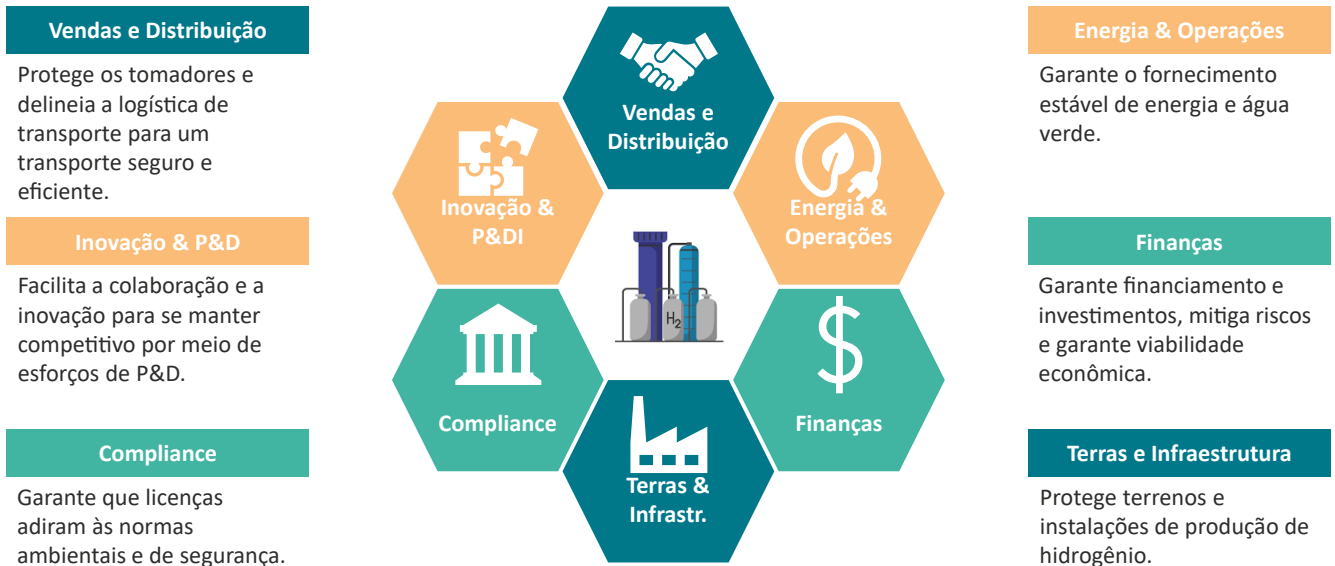 Vendas e Distribuição
Protege os tomadores e
delineia a logística de
transporte para um
transporte seguro e
eficiente.
Inovação & P&D
Facilita a colaboração e a
inovação para se manter
competitivo por meio de
esforços de P&D.
Compliance
Garante que licenças
adiram às normas
ambientais e de segurança.
Vendas e
Distribuição
Inovação &
P&DI
Energia &
Operações
H2
Compliance
Finanças
Terras &
Infrastr.
Energia & Operações
Garante o fornecimento
estável de energia e água
verde.
Finanças
Garante financiamento e
investimentos, mitiga riscos
e garante viabilidade
econômica.
Terras e Infraestrutura
Protege terrenos e
instalações de produção de
hidrogênio.